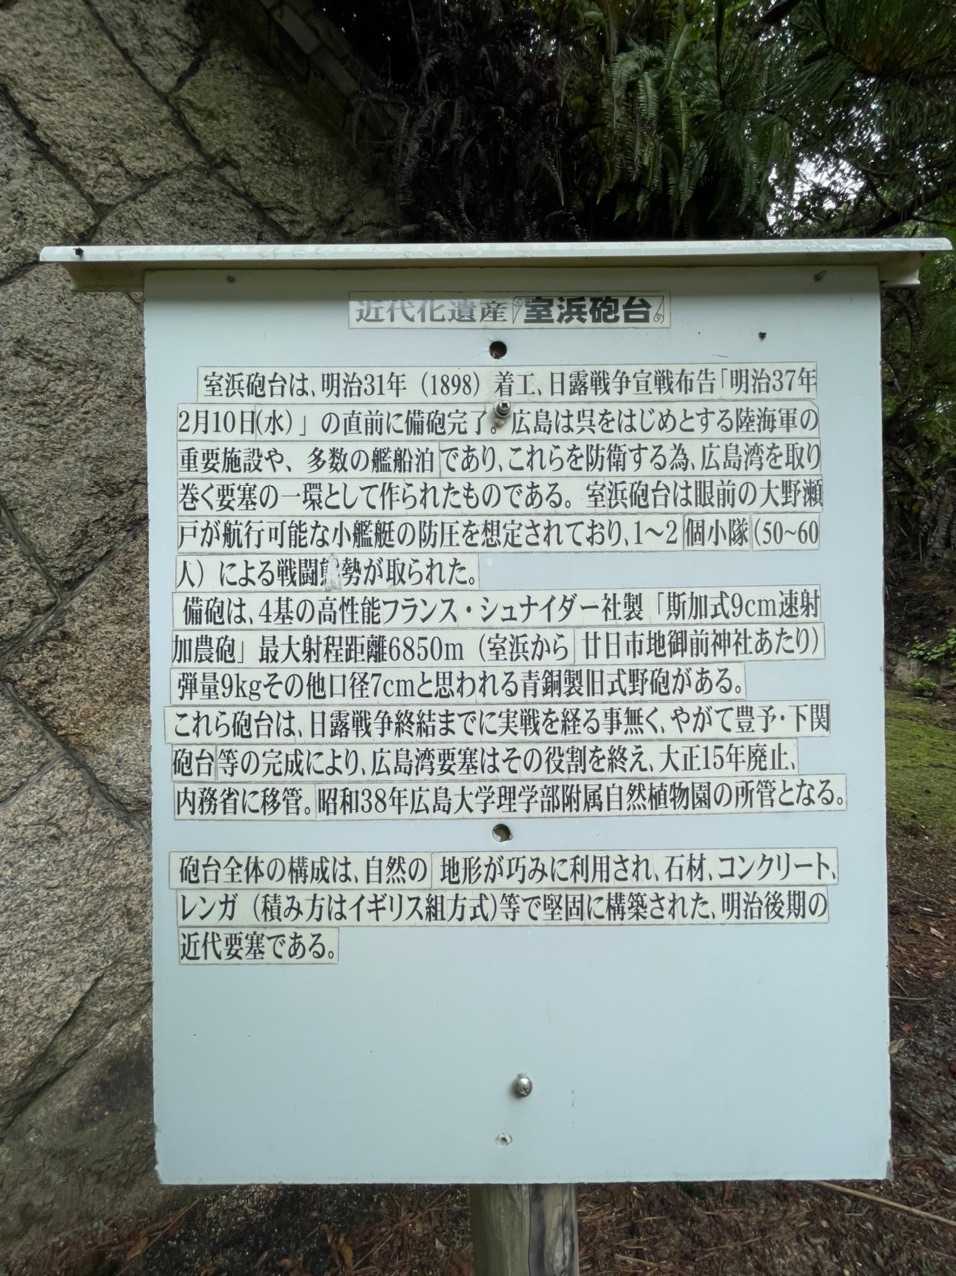 近代化遺産 室浜砲台
室浜砲台は、明治31年（1898）着工、日露戦争宣戦布告「明治37年
2月10日(水)」の直前に備砲完了。広島は呉をはじめとする陸海軍の
重要施設や、多数の艦船泊であり、これらを防衛する為、広島湾を取り
巻く要塞の一環として作られたものである。室浜砲台は眼前の大野瀬
戸が航行可能な小艦艇の防圧を想定されており、1～2個小隊（50～60
人）による戦闘態勢が取られた。
備砲は、4基の高性能フランス・シュナイダー社製「斯加式9cm速射
加農砲」最大射程距離6850m（室浜から廿日市地御前神社あたり）
弾量9kgその他口径7cmと思われる青銅製旧式野砲がある。
これら砲台は、日露戦争終結までに実戦を経る事無く、やがて豊予・下関
砲台等の完成により、広島湾要塞はその役割を終え、大正15年廃止、
内務省に移管。昭和38年広島大学理学部附属自然植物園の所管となる。
砲台全体の構成は、自然の地形が巧みに利用され、石材、コンクリート、
レンガ（積み方はイギリス組方式）等で堅固に構築された、明治後期の
近代要塞である。